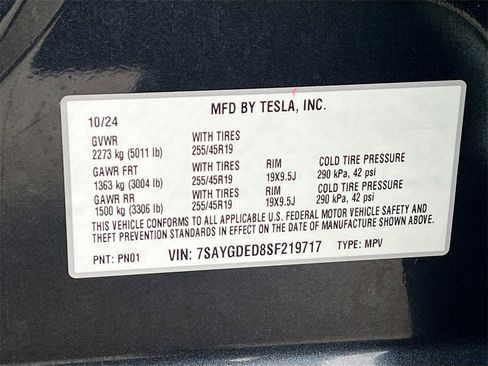 MFD BY TESLA, INC.
10/24
GVWR WITH TIRES
2273 kg (5011 lb) 255/45R19
GAWR FRT WITH TIRES RIM COLD TIRE PRESSURE
1363 kg (3004 lb) 255/45R19 19X9.5J 290 kPa, 42 psi
GAWR RR WITH TIRES RIM COLD TIRE PRESSURE
1500 kg (3306 lb) 255/45R19 19X9.5J 290 kPa, 42 psi
THIS VEHICLE CONFORMS TO ALL APPLICABLE U.S. FEDERAL MOTOR VEHICLE SAFETY AND
THEFT PREVENTION STANDARDS IN EFFECT ON THE DATE OF MANUFACTURE SHOWN ABOVE.
PNT: PN01 VIN: 7SAYGDED8SF219717 TYPE: MPV